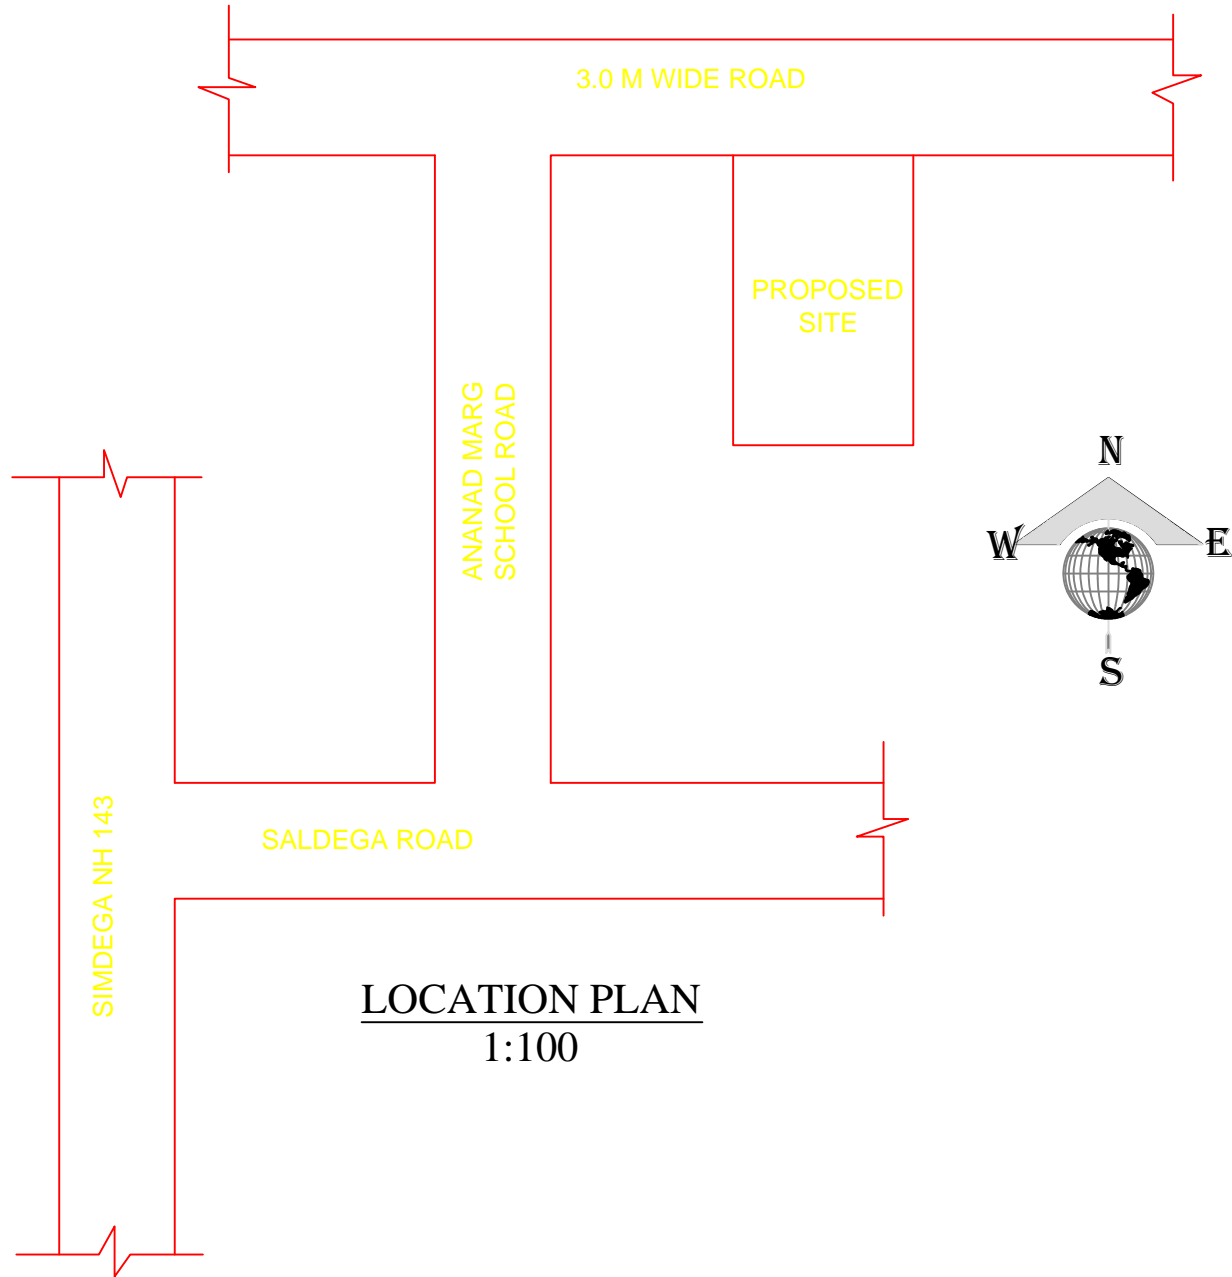 3.0 M WIDE ROAD
PROPOSED
SITE
ANANAD MARG
SCHOOL ROAD
N
W
E
S
SALDEGA ROAD
SIMDEGA NH 143
LOCATION PLAN
1:100